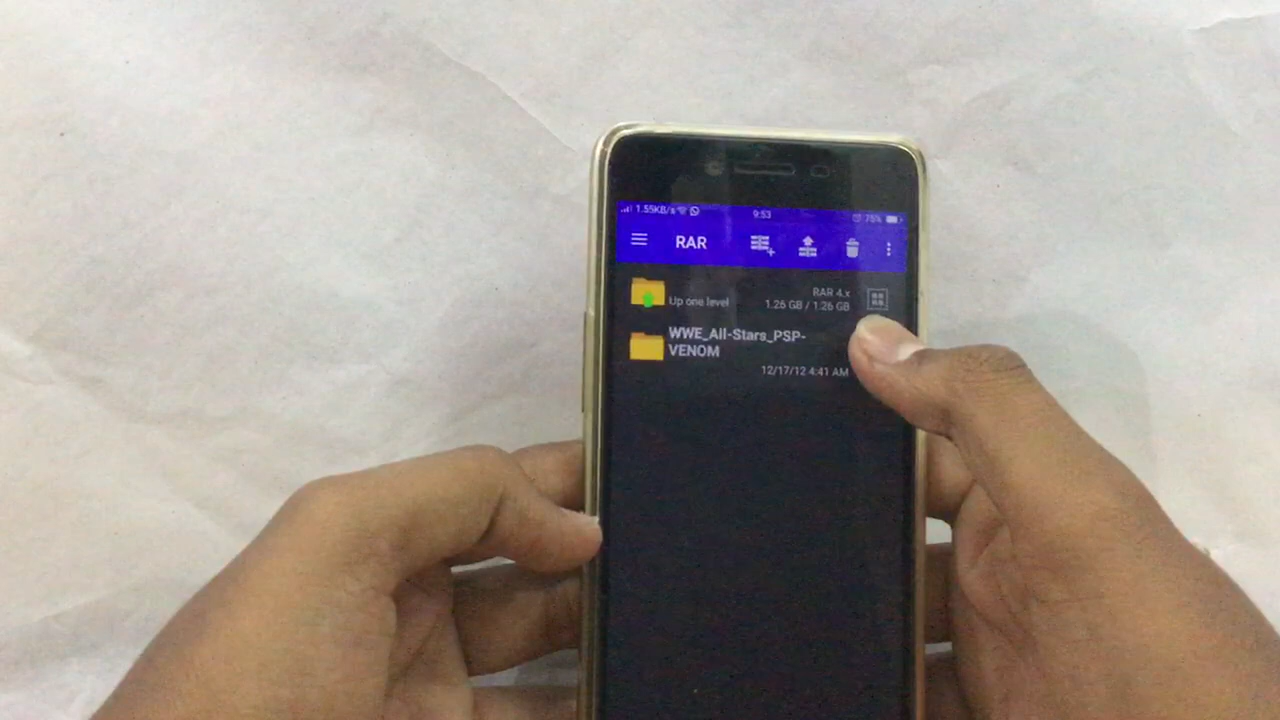 1.55KB/s
9:53
75%
RAR
Up one level
RAR 4.x
1.26 GB / 1.26 GB
WWE_All-Stars_PSP-
VENOM
12/17/12 4:41 AM